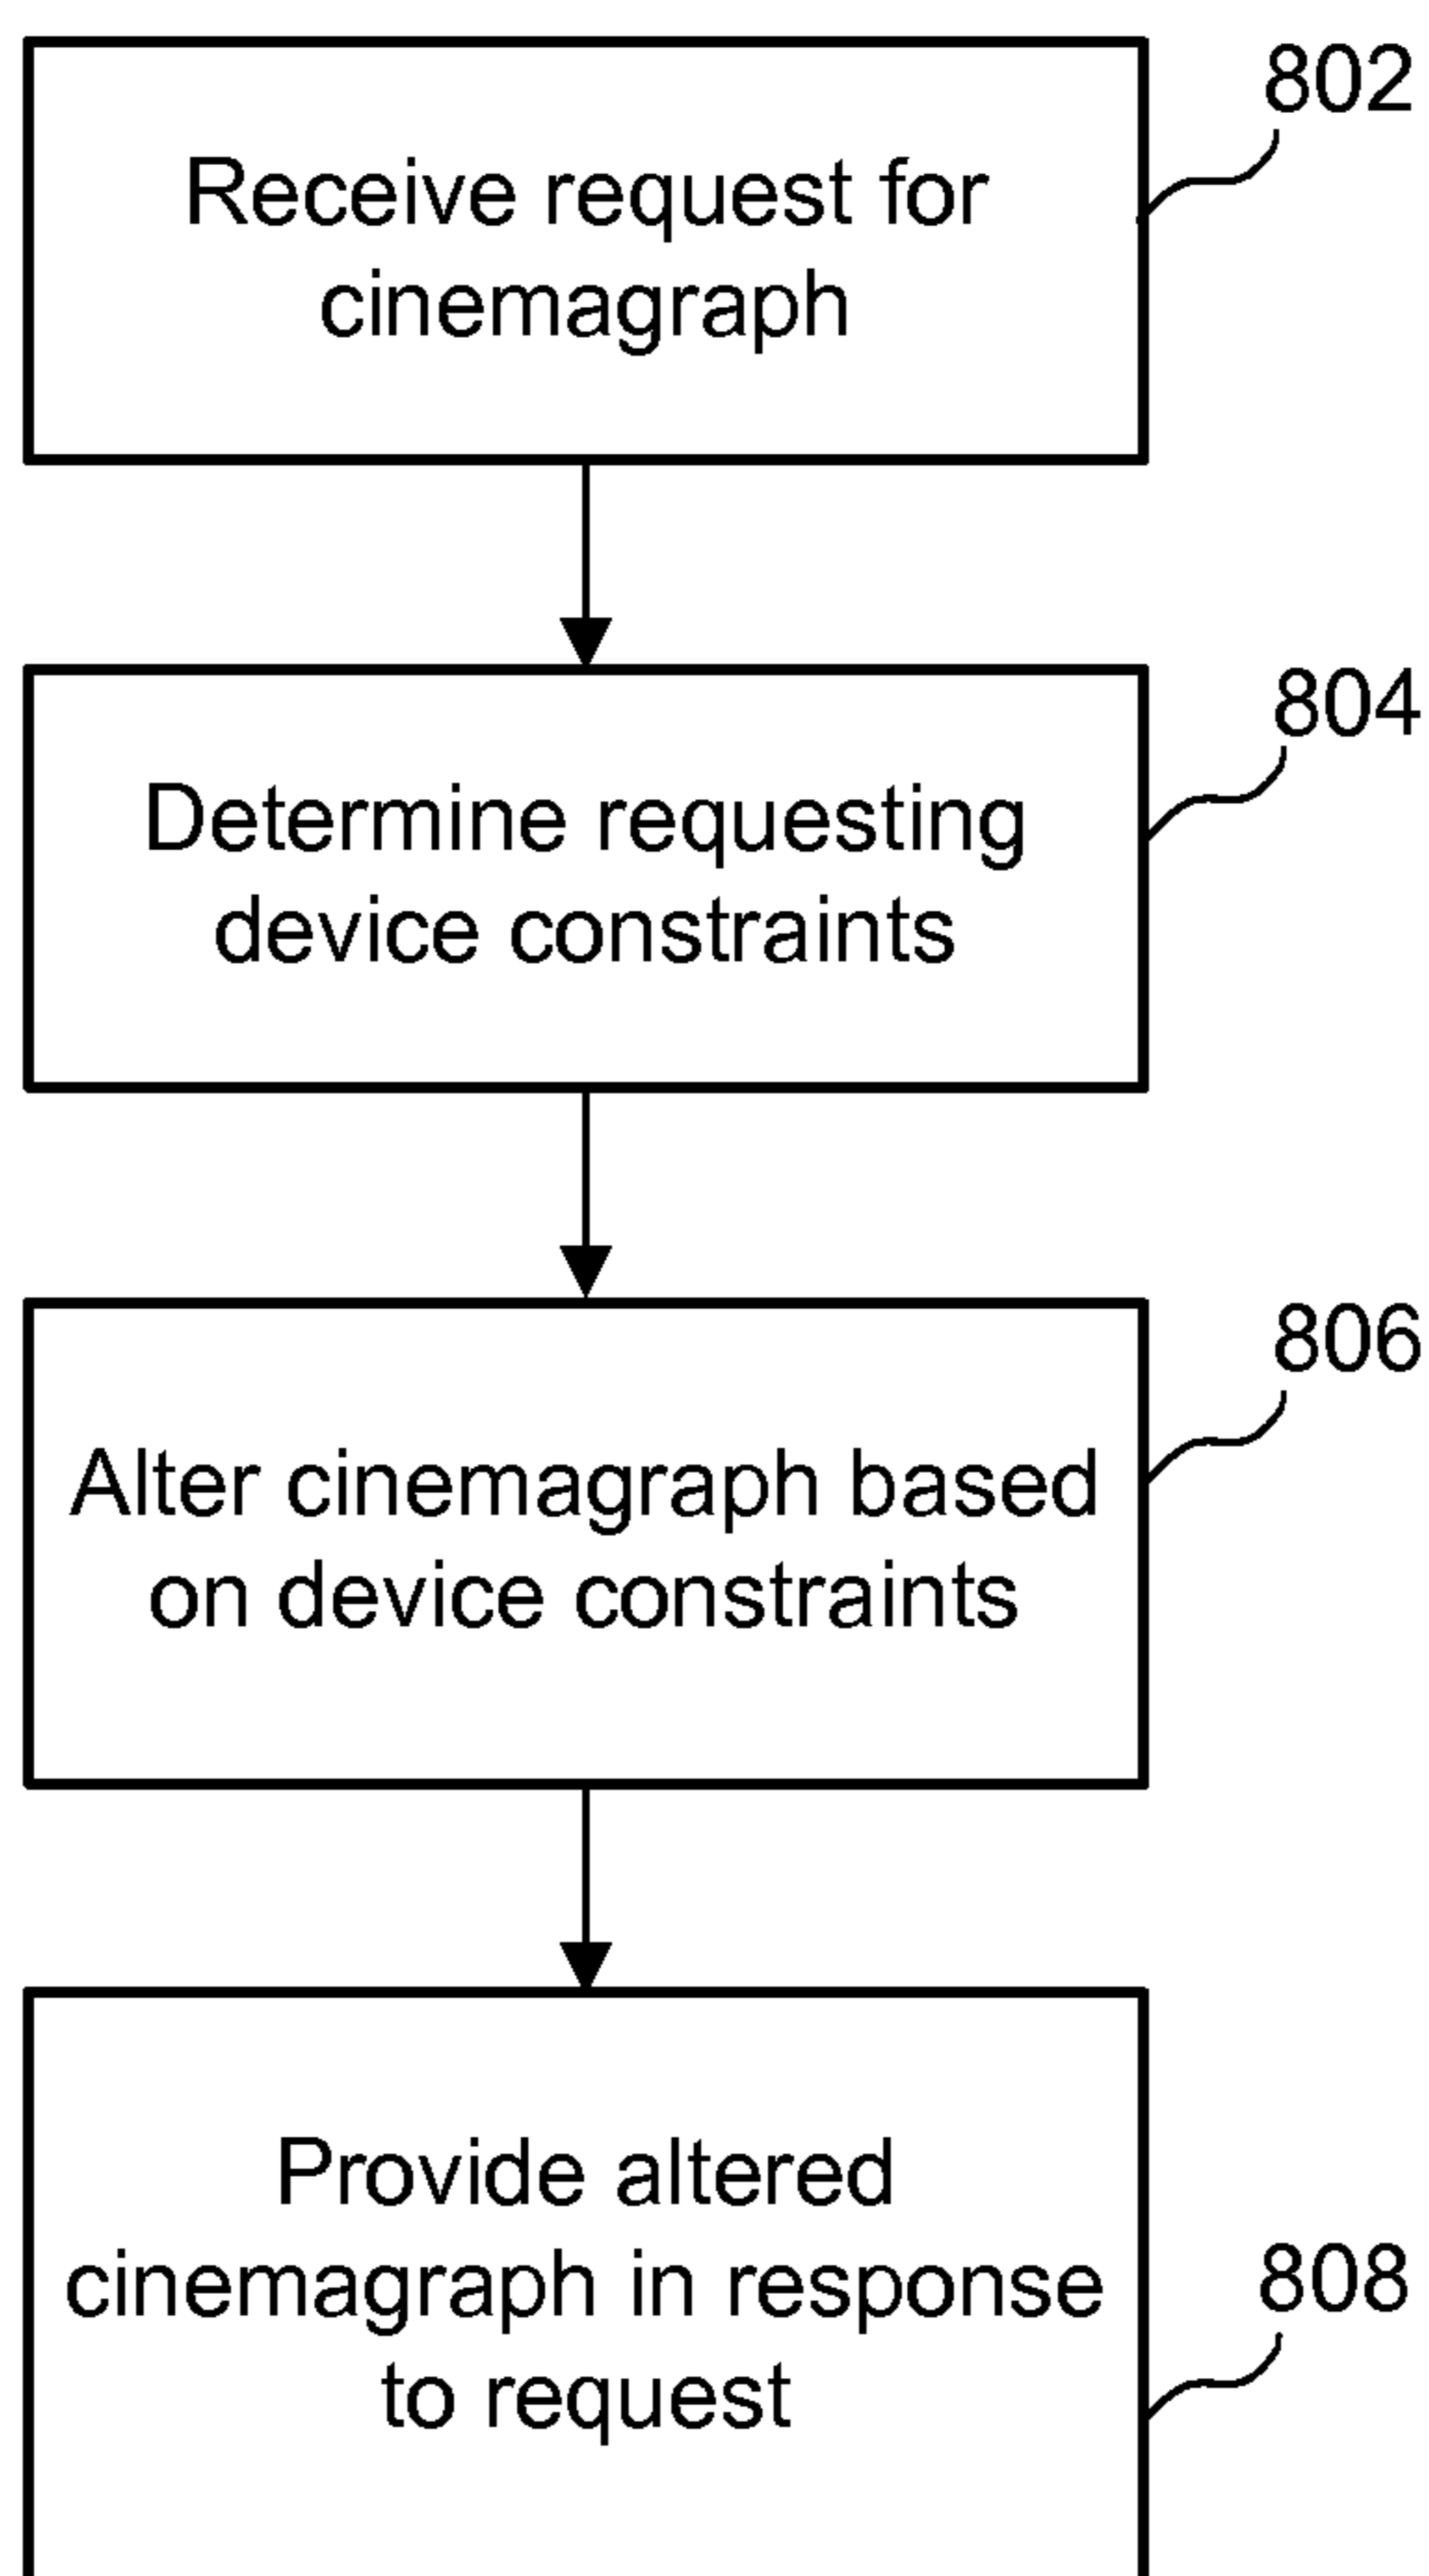 802
Receive request for
cinemagraph
804
Determine requesting
device constraints
806
Alter cinemagraph based
on device constraints
Provide altered
cinemagraph in response
808
to request